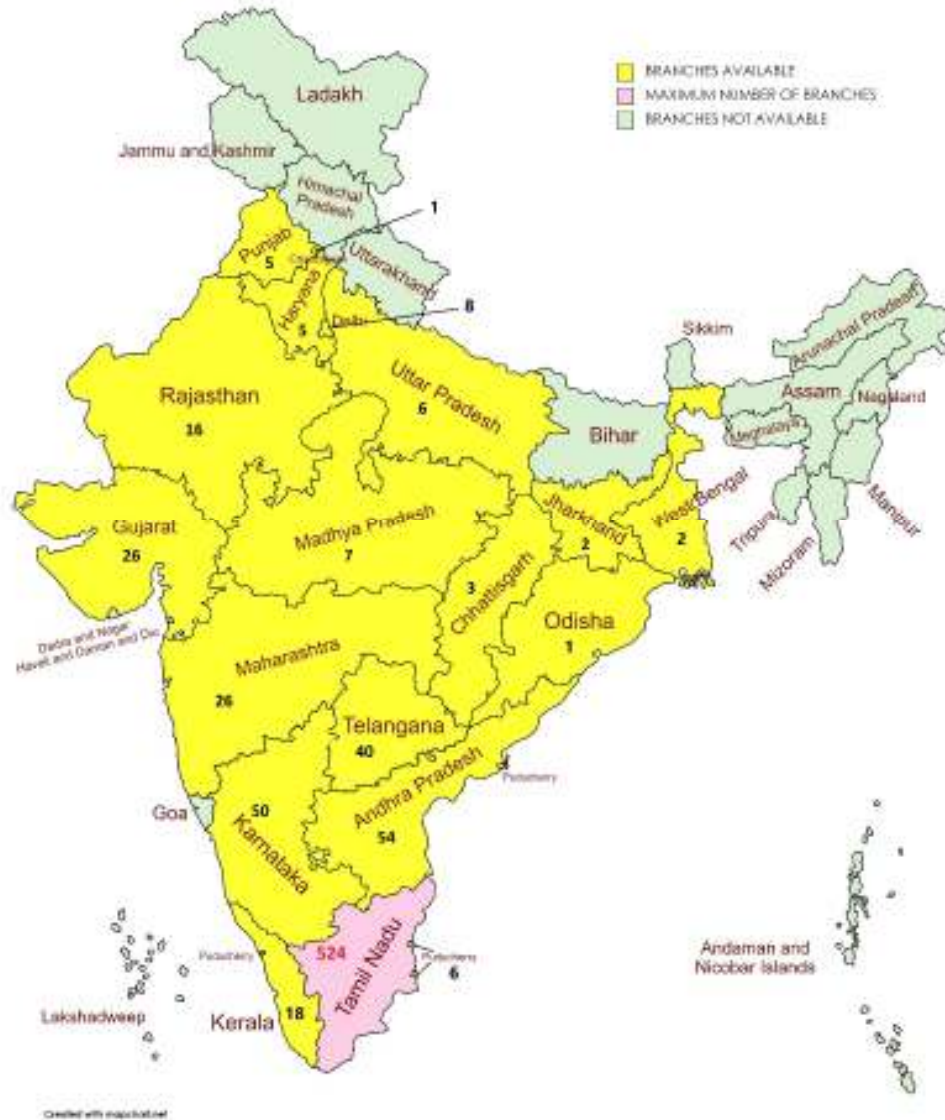 BRANCHES AVAILABLE
MAXIMUM NUMBER OF BRANCHES
BRANCHES NOT AVAILABLE
Ladakh
Jammu and Kashmir
Himachal
Pradesh
1
Punjab
5
Uttarakhand
Haryana
5
Delhi
8
Sikkim
Arunachal Pradesh
Assam
Nagaland
Meghalaya
Manipur
Tripura
Mizoram
Rajasthan
16
Uttar Pradesh
6
Bihar
Gujarat
26
Madhya Pradesh
7
Jharkhand
2
West Bengal
2
Chhattisgarh
3
Odisha
1
Dadra and Nagar
Haveli and Daman and Diu
Maharashtra
26
Telangana
40
Andhra Pradesh
54
Puducherry
Goa
50
Karnataka
524
Tamil Nadu
Puducherry
Puducherry
6
Kerala
18
Lakshadweep
Andaman and
Nicobar Islands
Created with mapchart.net